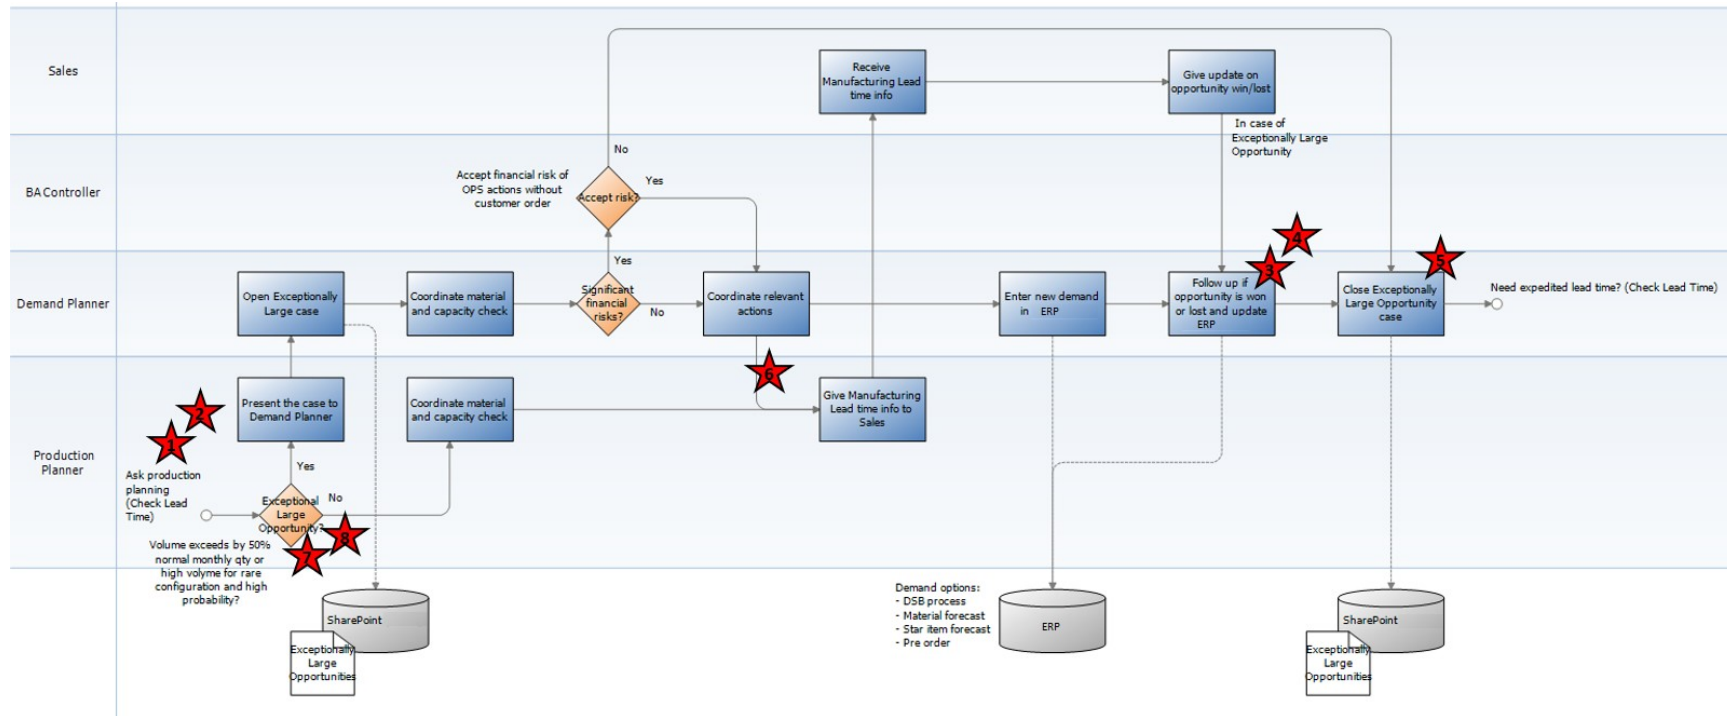 Sales
Receive
Manufacturing Lead
time info
Give update on
opportunity win/lost
In case of
Exceptionally Large
Opportunity
BA Controller
No
Accept financial risk of
OPS actions without
customer order
Accept risk?
Yes
Demand Planner
Open Exceptionally
Large case
Coordinate material
and capacity check
Yes
Significant
financial
risks?
No
Coordinate relevant
actions
Enter new demand
in ERP
4
3
Follow up if
opportunity is won
or lost and update
ERP
5
Close Exceptionally
Large Opportunity
case
Need expedited lead time? (Check Lead Time)
Production
Planner
2
1
Present the case to
Demand Planner
Coordinate material
and capacity check
6
Give Manufacturing
Lead time info to
Sales
Ask production
planning
(Check Lead
Time)
Yes
Exceptional
Large
Opportunity?
No
8
7
Volume exceeds by 50%
normal monthly qty or
high volyme for rare
configuration and high
probability?
SharePoint
Exceptionally
Large
Opportunities
Demand options:
- DSB process
- Material forecast
- Star item forecast
- Pre order
ERP
SharePoint
Exceptionally
Large
Opportunities